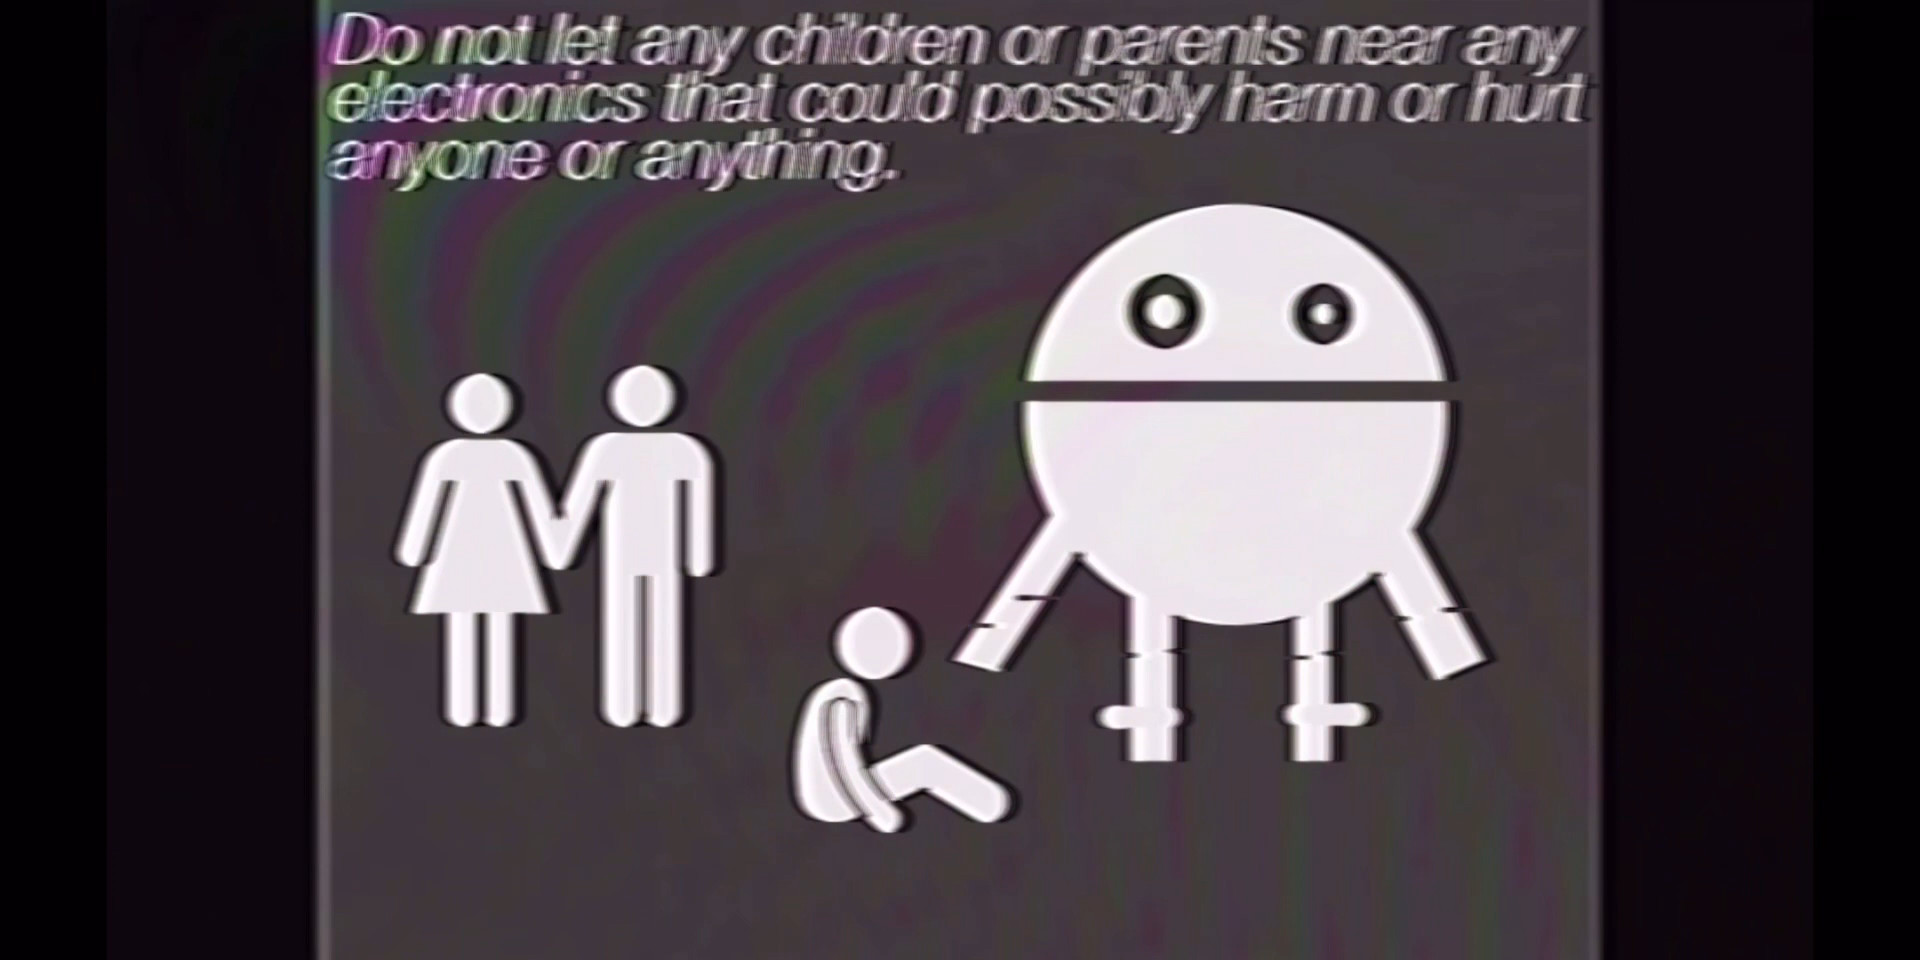 Do not let any children or parents near any
electronics that could possibly harm or hurt
anyone or anything.